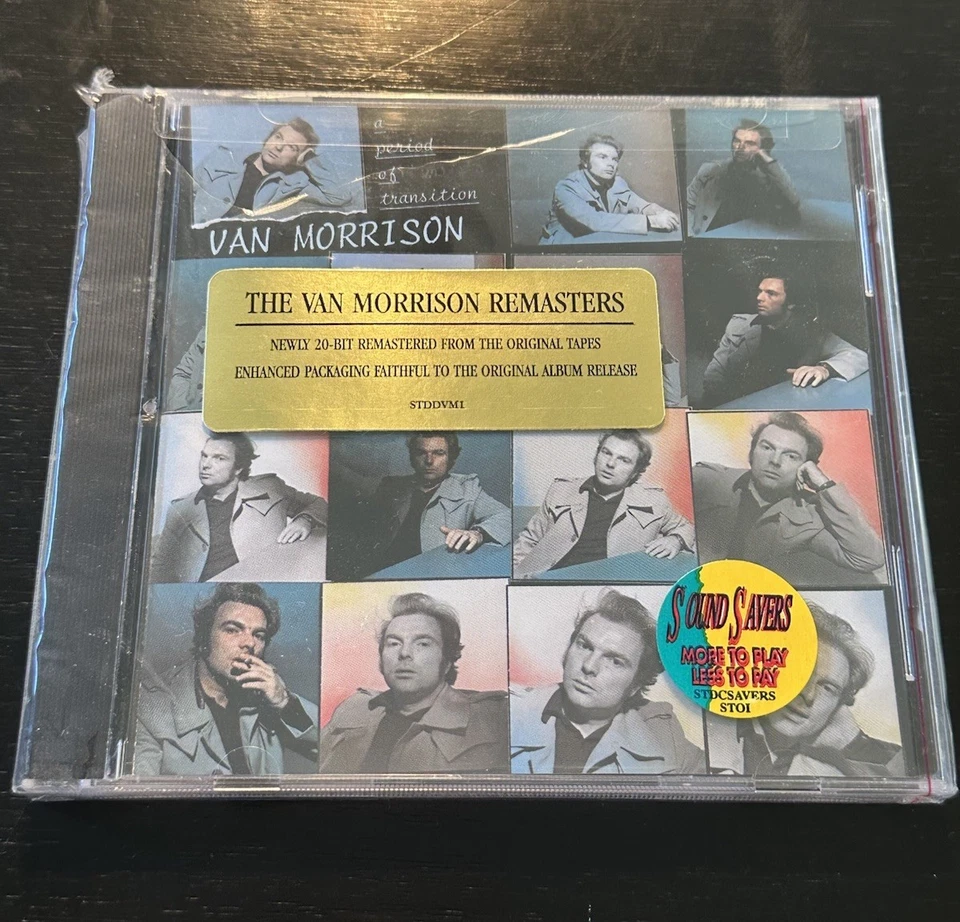 a
period
of
transition
VAN MORRISON
THE VAN MORRISON REMASTERS
NEWLY 20-BIT REMASTERED FROM THE ORIGINAL TAPES
ENHANCED PACKAGING FAITHFUL TO THE ORIGINAL ALBUM RELEASE
STDDVM1
SOUND SAVERS
MORE TO PLAY
LESS TO PAY
STDCSAVERS
STO1